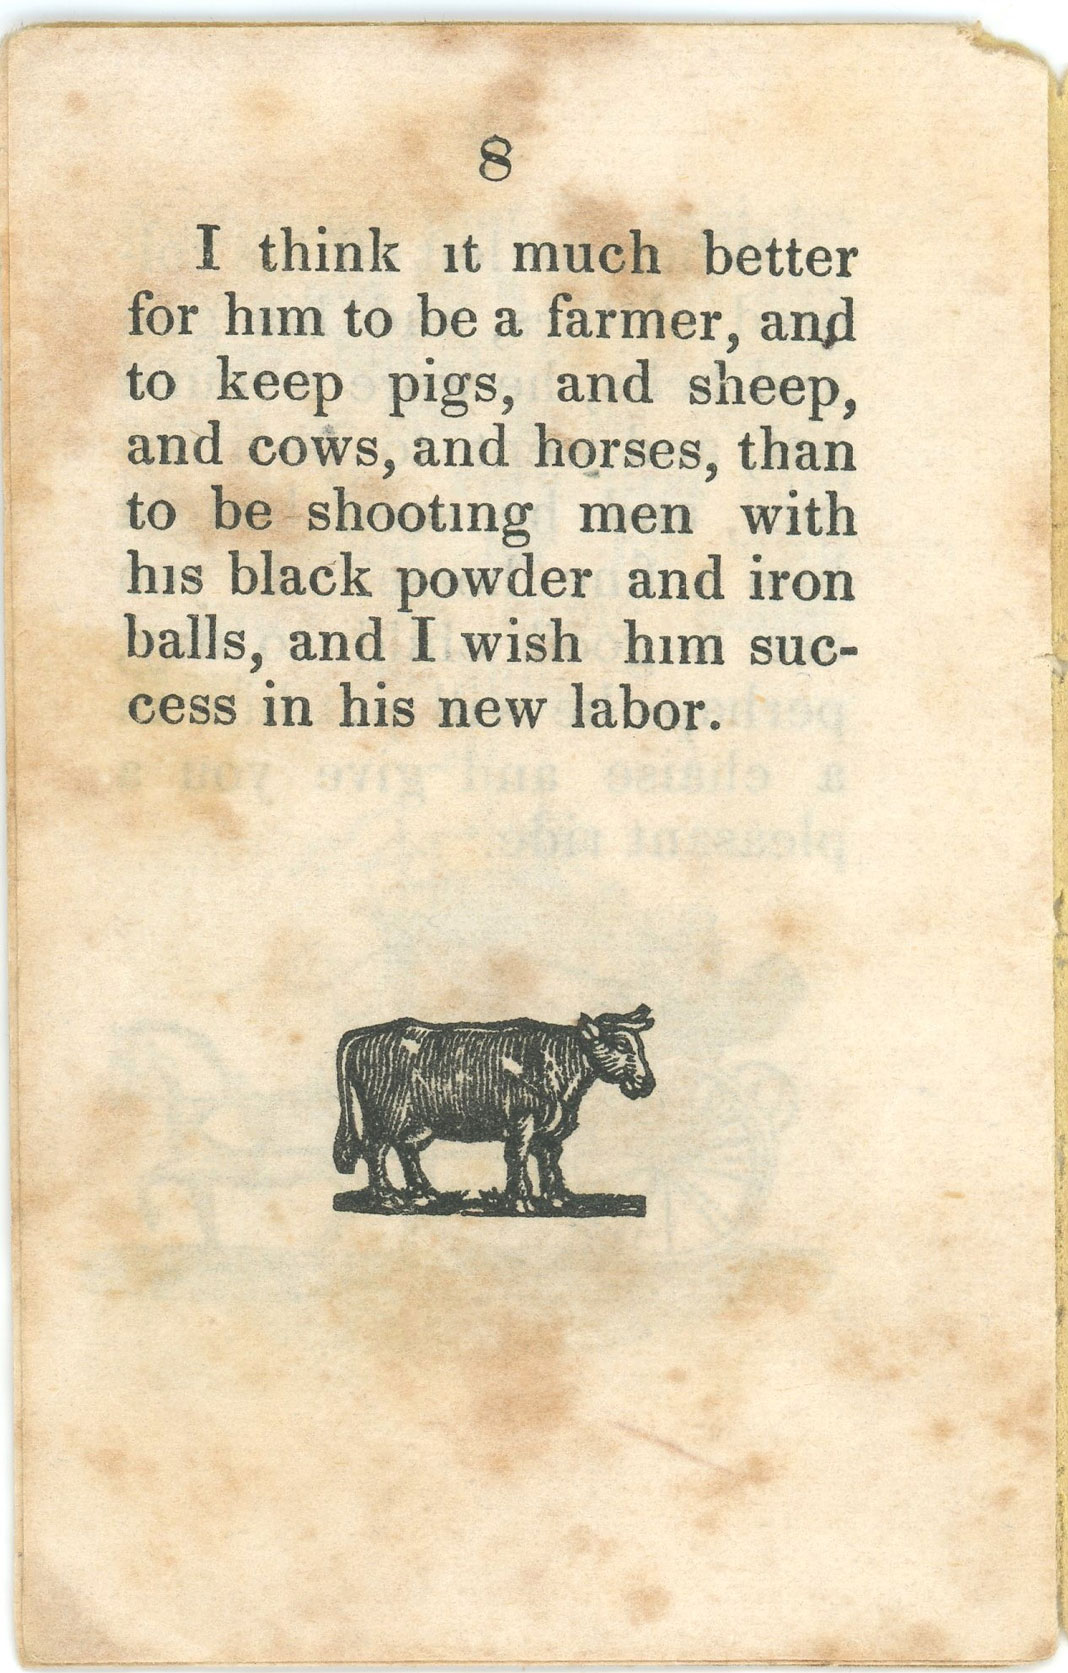 8
I think it much better
for him to be a farmer, and
to keep pigs, and sheep,
and cows, and horses, than
to be shooting men with
his black powder and iron
balls, and I wish him suc-
cess in his new labor.